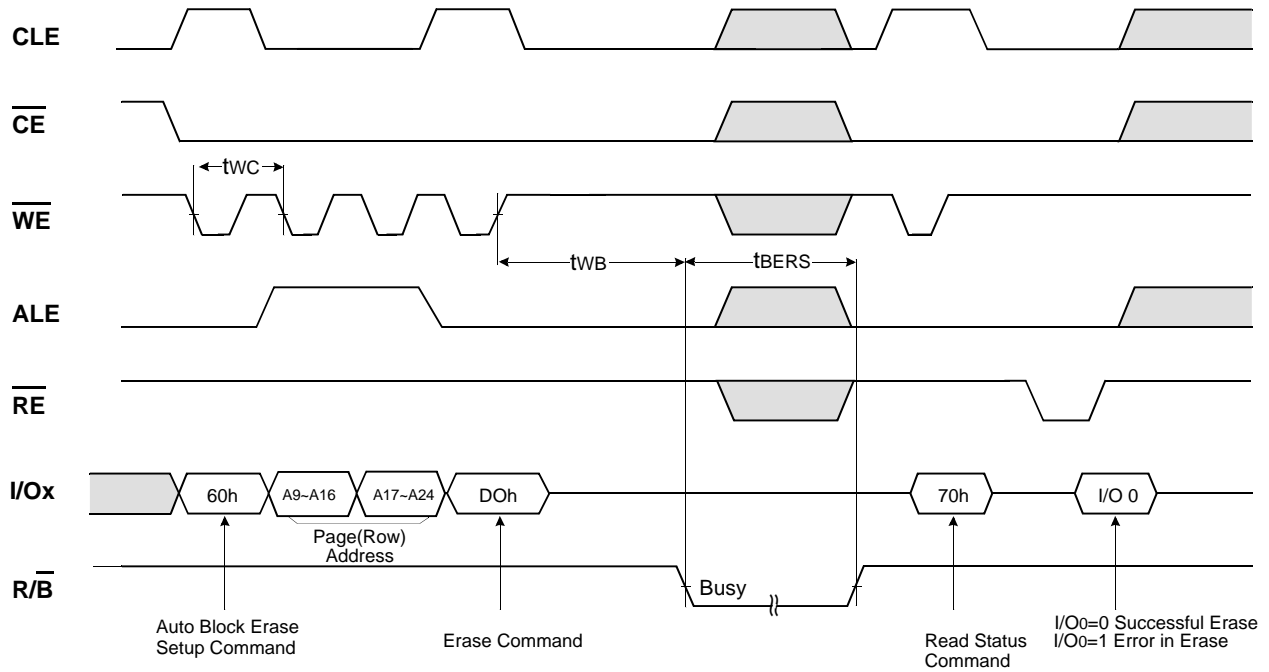 CLE
CE
tWC
WE
tWB
tBERS
ALE
RE
I/Ox
60h
A9~A16
A17~A24
DOh
70h
I/O 0
Page(Row)
Address
R/B
Busy
Auto Block Erase
Setup Command
Erase Command
Read Status
Command
I/O0=0 Successful Erase
I/O0=1 Error in Erase